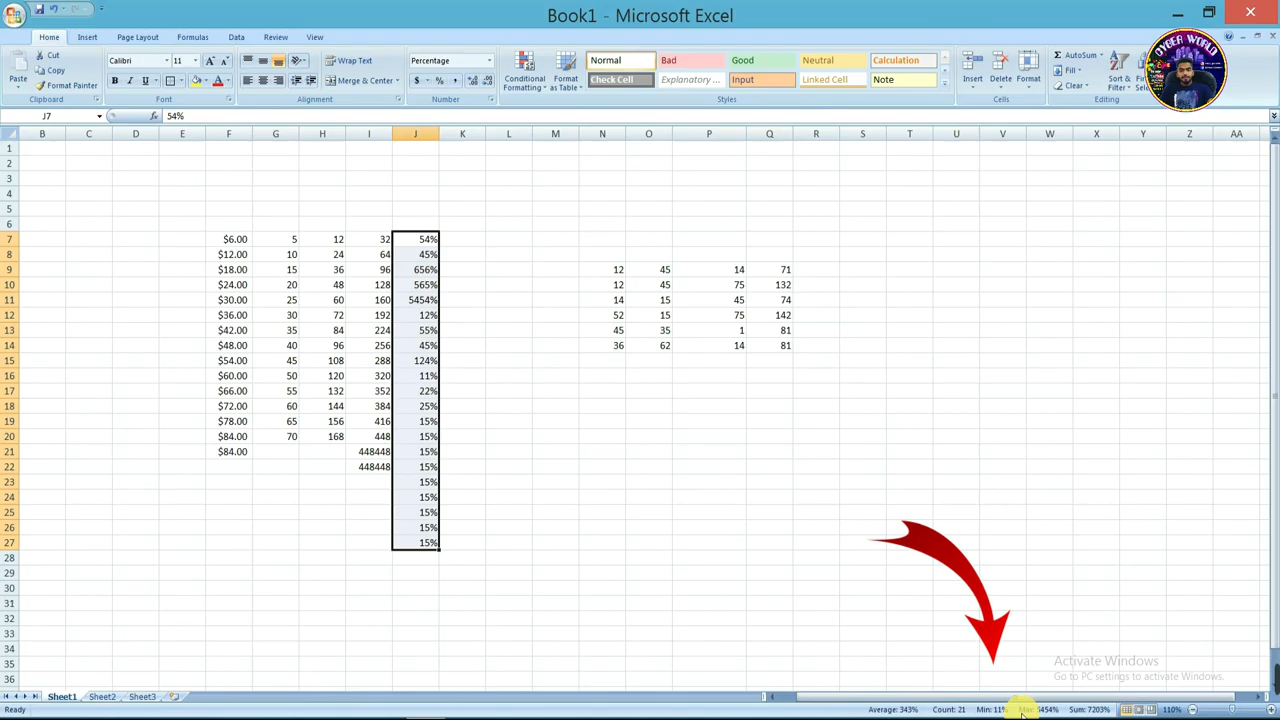 Book1 - Microsoft Excel
Home Insert Page Layout Formulas Data Review View
Cut
Copy
Format Painter
Paste
Clipboard
Calibri 11
Font
Wrap Text
Merge & Center
Alignment
Percentage
Number
Conditional Formatting
Format as Table
Normal Bad Good Neutral Calculation
Check Cell Explanatory ... Input Linked Cell Note
Styles
Insert Delete Format
Cells
AutoSum
Fill
Clear
Sort & Filter
Editing
CYBER WORLD
J7 fx 54%
B C D E F G H I J K L M N O P Q R S T U V W X Y Z AA
1
2
3
4
5
6
7 $6.00 5 12 32 54%
8 $12.00 10 24 64 45%
9 $18.00 15 36 96 656% 12 45 14 71
10 $24.00 20 48 128 565% 12 45 75 132
11 $30.00 25 60 160 5454% 14 15 45 74
12 $36.00 30 72 192 12% 52 15 75 142
13 $42.00 35 84 224 55% 45 35 1 81
14 $48.00 40 96 256 45% 36 62 14 81
15 $54.00 45 108 288 124%
16 $60.00 50 120 320 11%
17 $66.00 55 132 352 22%
18 $72.00 60 144 384 25%
19 $78.00 65 156 416 15%
20 $84.00 70 168 448 15%
21 $84.00 448448 15%
22 448448 15%
23 15%
24 15%
25 15%
26 15%
27 15%
28
29
30
31
32
33
34
35
36
Activate Windows
Go to PC settings to activate Windows.
Sheet1 Sheet2 Sheet3
Ready Average: 343% Count: 21 Min: 11% Max: 5454% Sum: 7203% 110%